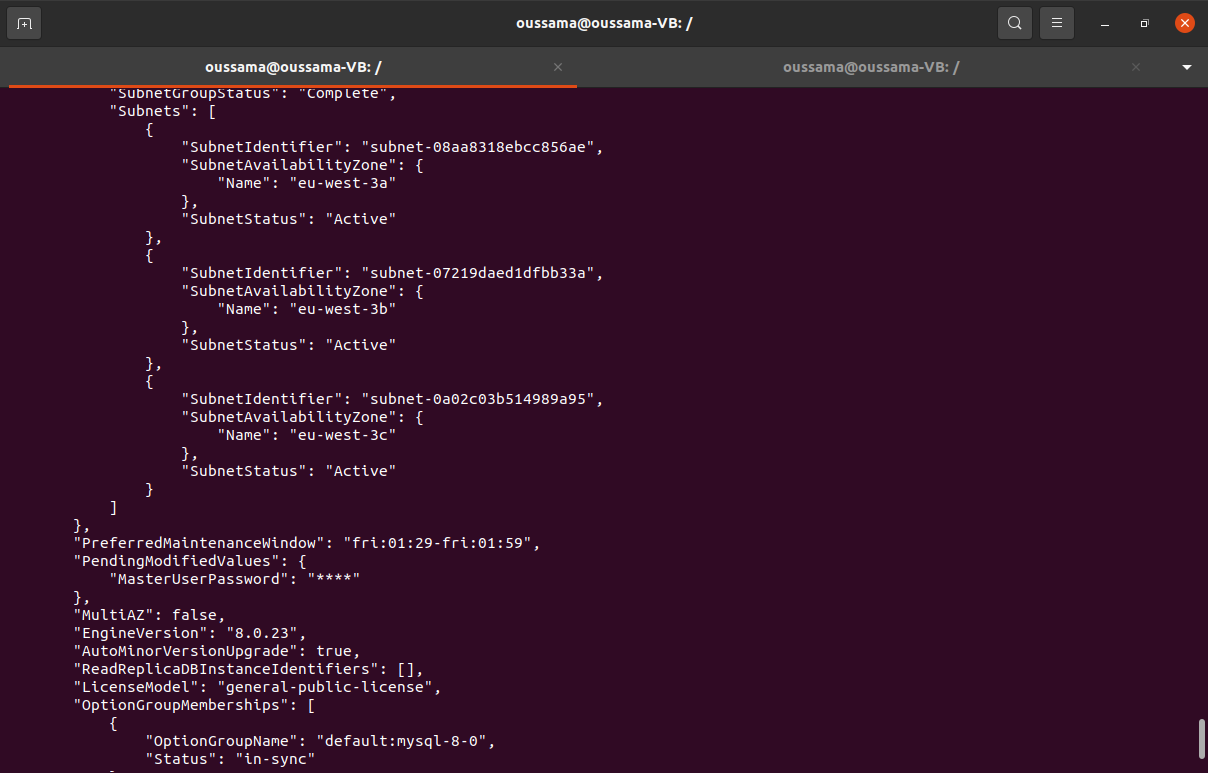 oussama@oussama-VB: /
oussama@oussama-VB: /
oussama@oussama-VB: /
"SubnetGroupStatus": "Complete",
"Subnets": [
{
"SubnetIdentifier": "subnet-08aa8318ebcc856ae",
"SubnetAvailabilityZone": {
"Name": "eu-west-3a"
},
"SubnetStatus": "Active"
},
{
"SubnetIdentifier": "subnet-07219daed1dfbb33a",
"SubnetAvailabilityZone": {
"Name": "eu-west-3b"
},
"SubnetStatus": "Active"
},
{
"SubnetIdentifier": "subnet-0a02c03b514989a95",
"SubnetAvailabilityZone": {
"Name": "eu-west-3c"
},
"SubnetStatus": "Active"
}
]
},
"PreferredMaintenanceWindow": "fri:01:29-fri:01:59",
"PendingModifiedValues": {
"MasterUserPassword": "****"
},
"MultiAZ": false,
"EngineVersion": "8.0.23",
"AutoMinorVersionUpgrade": true,
"ReadReplicaDBInstanceIdentifiers": [],
"LicenseModel": "general-public-license",
"OptionGroupMemberships": [
{
"OptionGroupName": "default:mysql-8-0",
"Status": "in-sync"